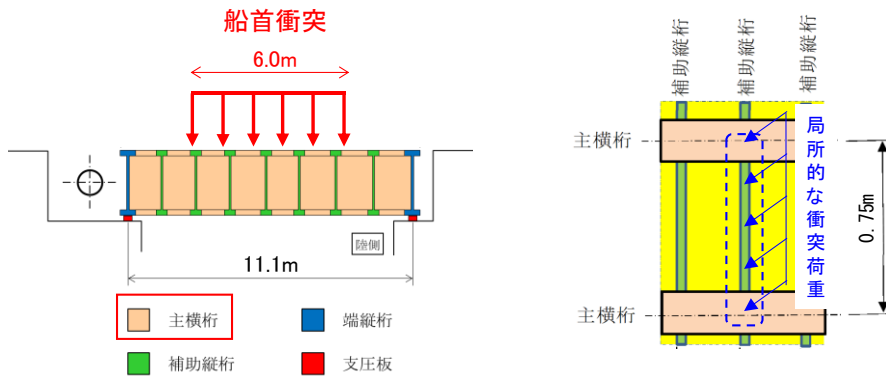 船首衝突
6.0m
陸側
11.1m
主横桁
端縦桁
補助縦桁
支圧板
補助縦桁
補助縦桁
補助縦桁
主横桁
主横桁
局所的な衝突荷重
0.75m